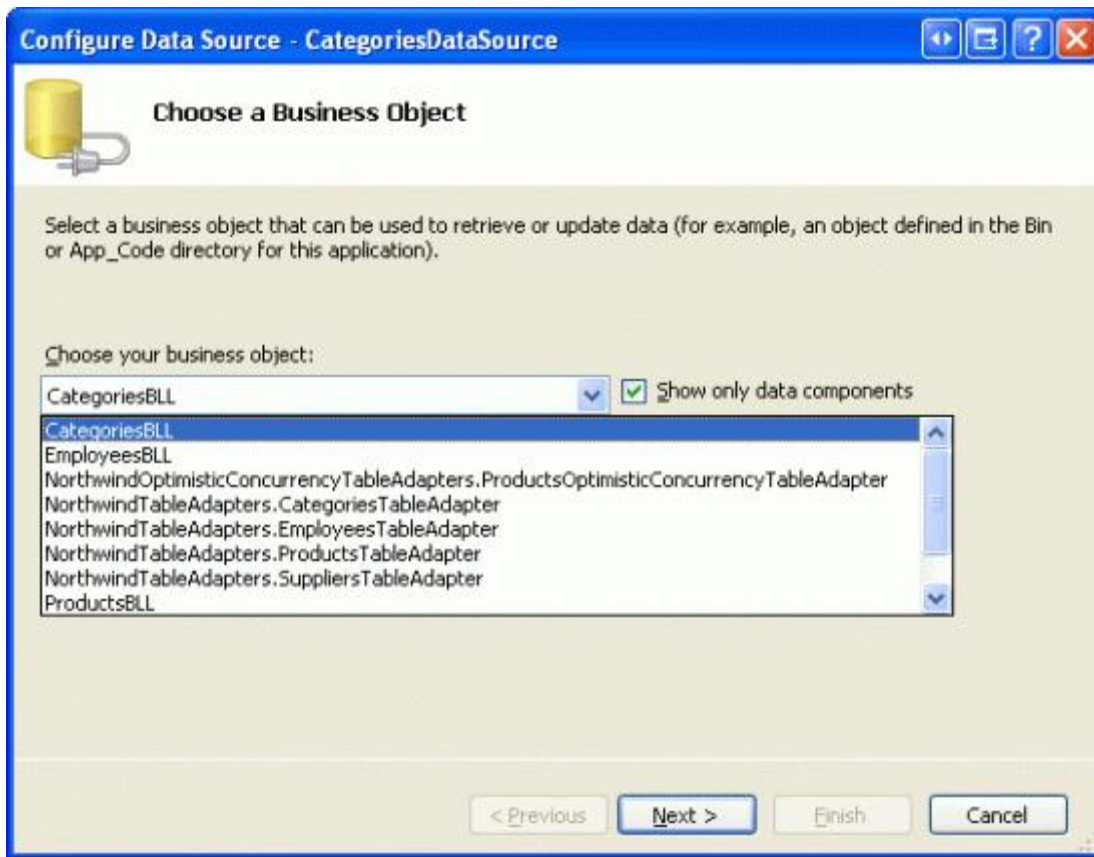 Configure Data Source - CategoriesDataSource
Choose a Business Object
Select a business object that can be used to retrieve or update data (for example, an object defined in the Bin
or App_Code directory for this application).
Choose your business object:
CategoriesBLL
Show only data components
CategoriesBLL
EmployeesBLL
NorthwindOptimisticConcurrencyTableAdapters.ProductsOptimisticConcurrencyTableAdapter
NorthwindTableAdapters.CategoriesTableAdapter
NorthwindTableAdapters.EmployeesTableAdapter
NorthwindTableAdapters.ProductsTableAdapter
NorthwindTableAdapters.SuppliersTableAdapter
ProductsBLL
< Previous
Next >
Finish
Cancel